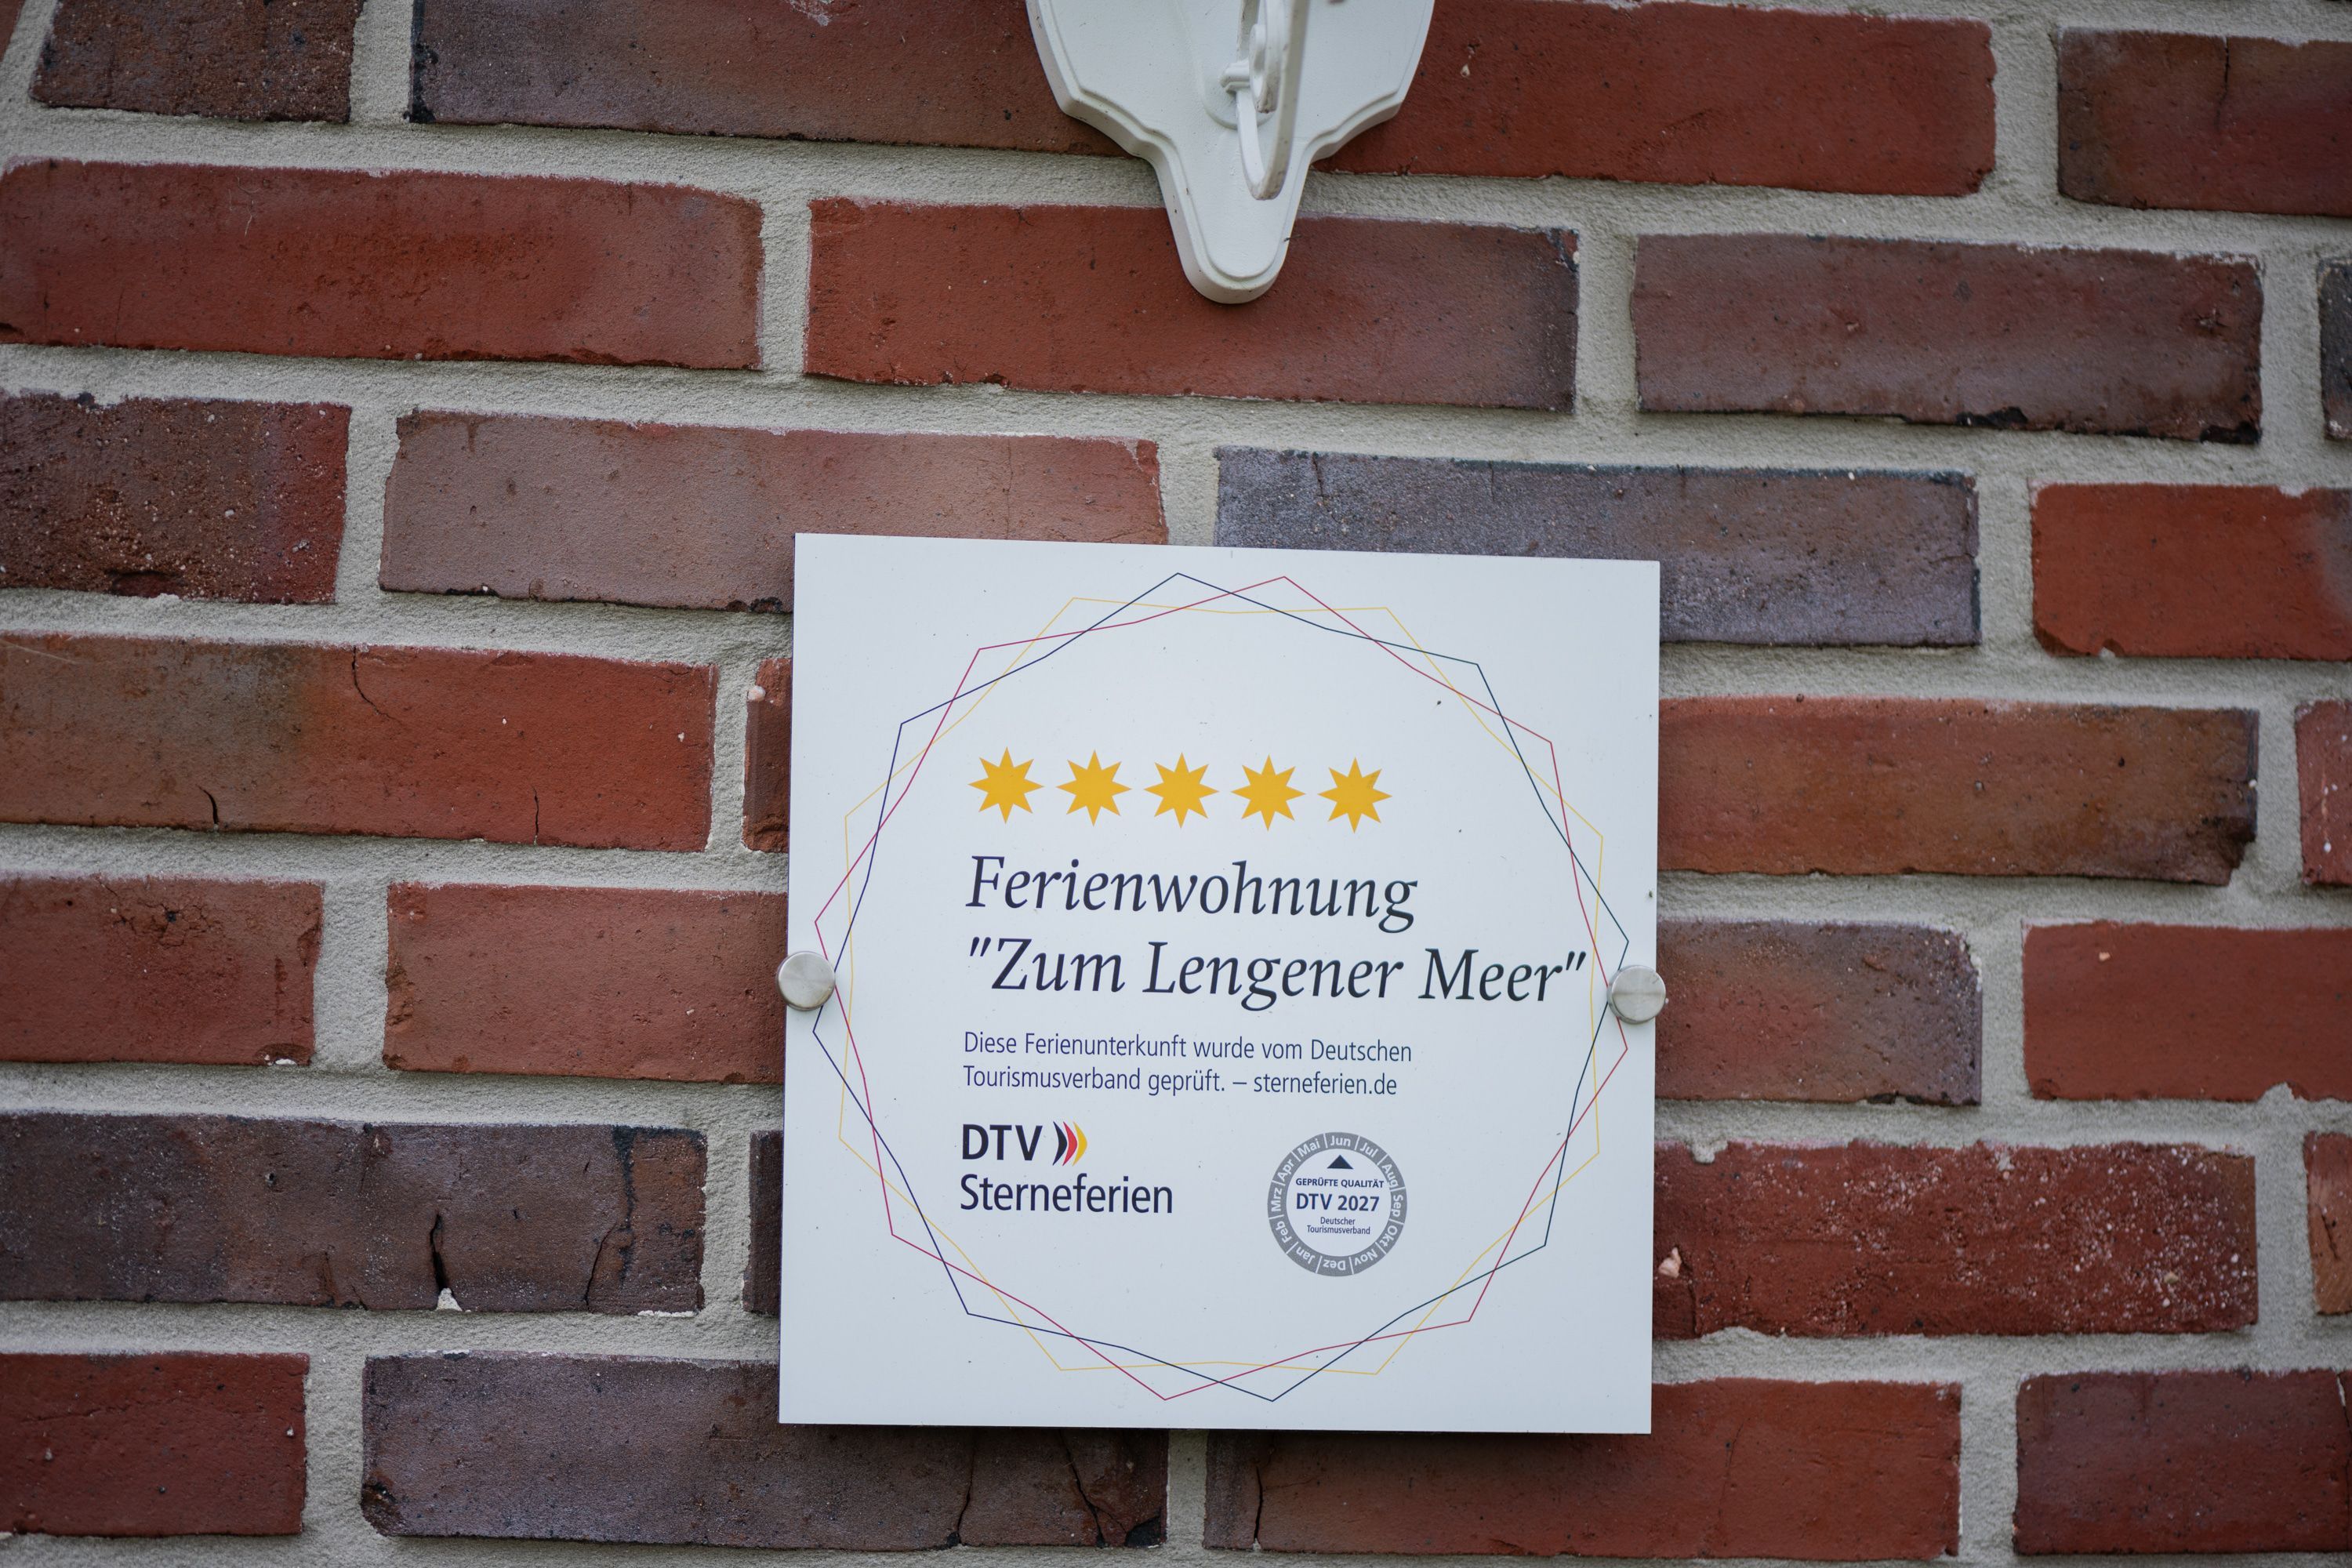 Ferienwohnung
"Zum Lengener Meer"
Diese Ferienunterkunft wurde vom Deutschen
Tourismusverband geprüft. – sterneferien.de
DTV
Sterneferien
Jan | Feb | Mrz | Apr | Mai | Jun | Jul | Aug | Sep | Okt | Nov | Dez
GEPRÜFTE QUALITÄT
DTV 2027
Deutscher
Tourismusverband